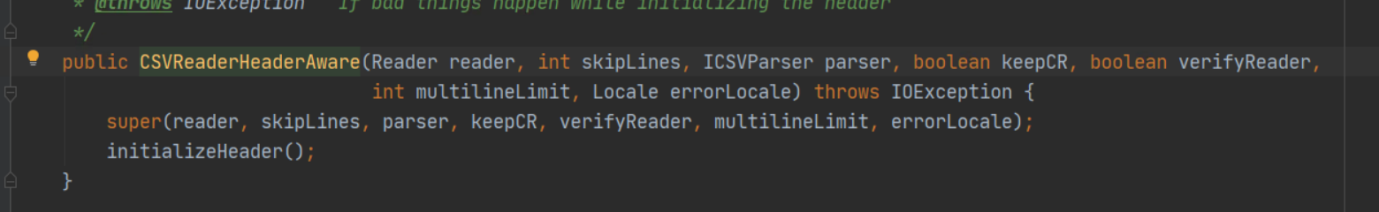 * @throws IOException   if bad things happen while initializing the header
*/
public CSVReaderHeaderAware(Reader reader, int skipLines, ICSVParser parser, boolean keepCR, boolean verifyReader,
int multilineLimit, Locale errorLocale) throws IOException {
super(reader, skipLines, parser, keepCR, verifyReader, multilineLimit, errorLocale);
initializeHeader();
}